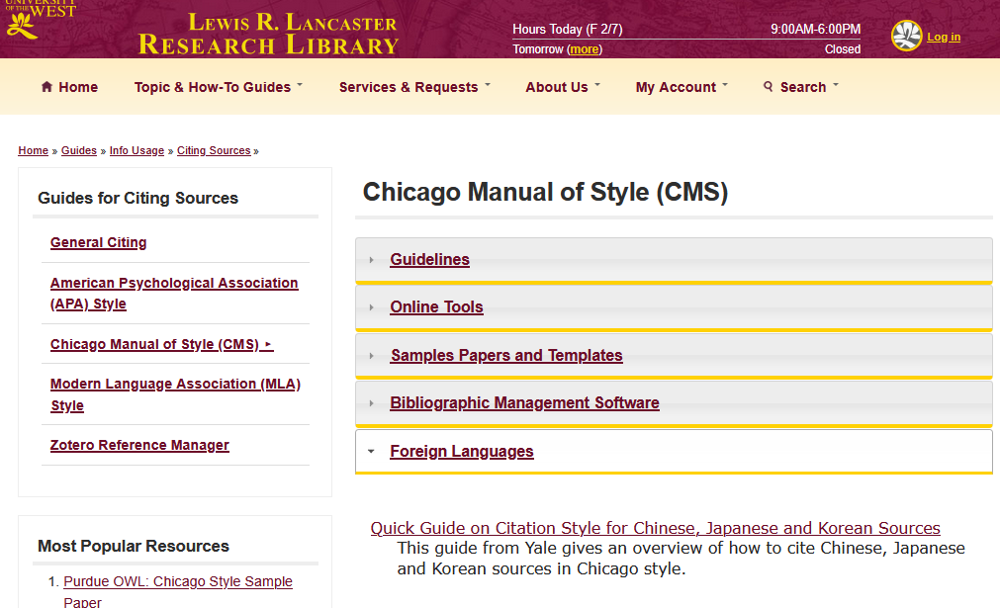 UNIVERSITY
OF THE WEST
LEWIS R. LANCASTER
RESEARCH LIBRARY
Hours Today (F 2/7) 9:00AM-6:00PM
Tomorrow (more) Closed
Log in
Home Topic & How-To Guides Services & Requests About Us My Account Search
Home » Guides » Info Usage » Citing Sources »
Guides for Citing Sources
General Citing
American Psychological Association
(APA) Style
Chicago Manual of Style (CMS) ►
Modern Language Association (MLA)
Style
Zotero Reference Manager
Most Popular Resources
1. Purdue OWL: Chicago Style Sample
Paper
Chicago Manual of Style (CMS)
Guidelines
Online Tools
Samples Papers and Templates
Bibliographic Management Software
Foreign Languages
Quick Guide on Citation Style for Chinese, Japanese and Korean Sources
This guide from Yale gives an overview of how to cite Chinese, Japanese
and Korean sources in Chicago style.